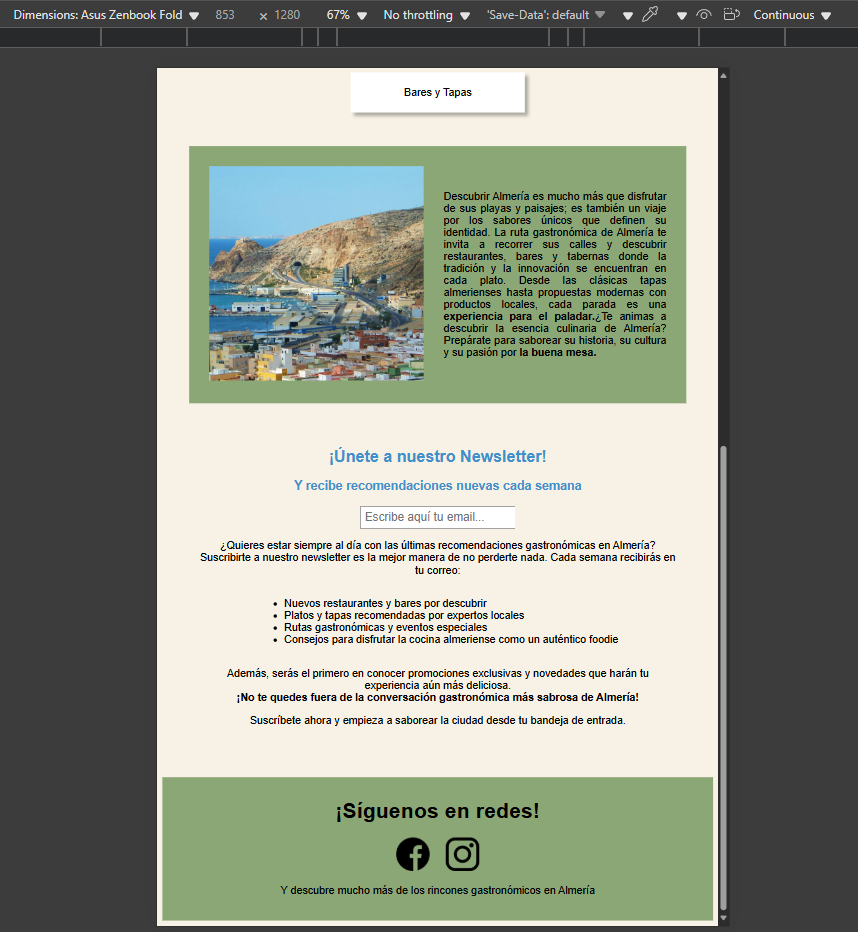 Dimensions: Asus Zenbook Fold 853 × 1280 67% No throttling 'Save-Data': default Continuous
Bares y Tapas
Descubrir Almería es mucho más que disfrutar
de sus playas y paisajes; es también un viaje
por los sabores únicos que definen su
identidad. La ruta gastronómica de Almería te
invita a recorrer sus calles y descubrir
restaurantes, bares y tabernas donde la
tradición y la innovación se encuentran en
cada plato. Desde las clásicas tapas
almerienses hasta propuestas modernas con
productos locales, cada parada es una
experiencia para el paladar.¿Te animas a
descubrir la esencia culinaria de Almería?
Prepárate para saborear su historia, su cultura
y su pasión por la buena mesa.
¡Únete a nuestro Newsletter!
Y recibe recomendaciones nuevas cada semana
Escribe aquí tu email...
¿Quieres estar siempre al día con las últimas recomendaciones gastronómicas en Almería?
Suscribirte a nuestro newsletter es la mejor manera de no perderte nada. Cada semana recibirás en
tu correo:
• Nuevos restaurantes y bares por descubrir
• Platos y tapas recomendadas por expertos locales
• Rutas gastronómicas y eventos especiales
• Consejos para disfrutar la cocina almeriense como un auténtico foodie
Además, serás el primero en conocer promociones exclusivas y novedades que harán tu
experiencia aún más deliciosa.
¡No te quedes fuera de la conversación gastronómica más sabrosa de Almería!
Suscríbete ahora y empieza a saborear la ciudad desde tu bandeja de entrada.
¡Síguenos en redes!
Y descubre mucho más de los rincones gastronómicos en Almería